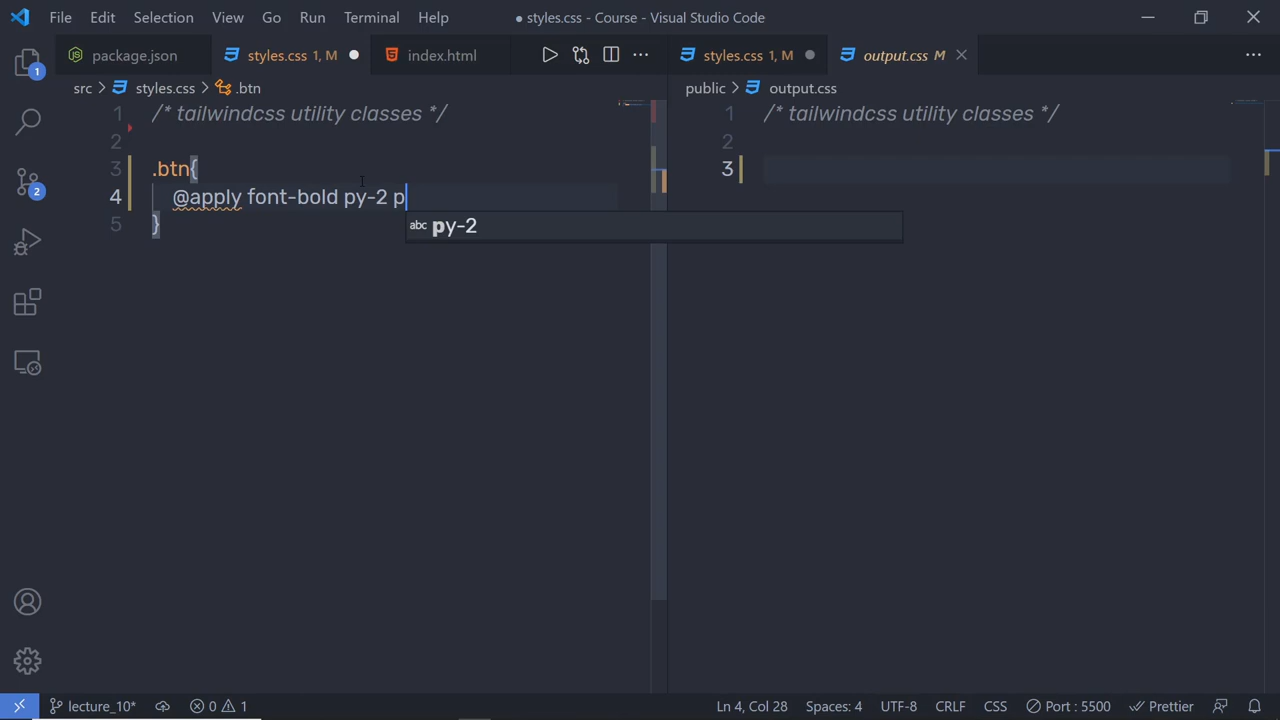 File Edit Selection View Go Run Terminal Help
● styles.css - Course - Visual Studio Code
package.json
styles.css 1, M
index.html
styles.css 1, M
output.css M
src > styles.css > .btn
public > output.css
1 /* tailwindcss utility classes */
2
3 .btn{
4 @apply font-bold py-2 p
5 }
abc py-2
1 /* tailwindcss utility classes */
2
3
1
2
lecture_10*
0 1
Ln 4, Col 28 Spaces: 4 UTF-8 CRLF CSS Port : 5500 Prettier